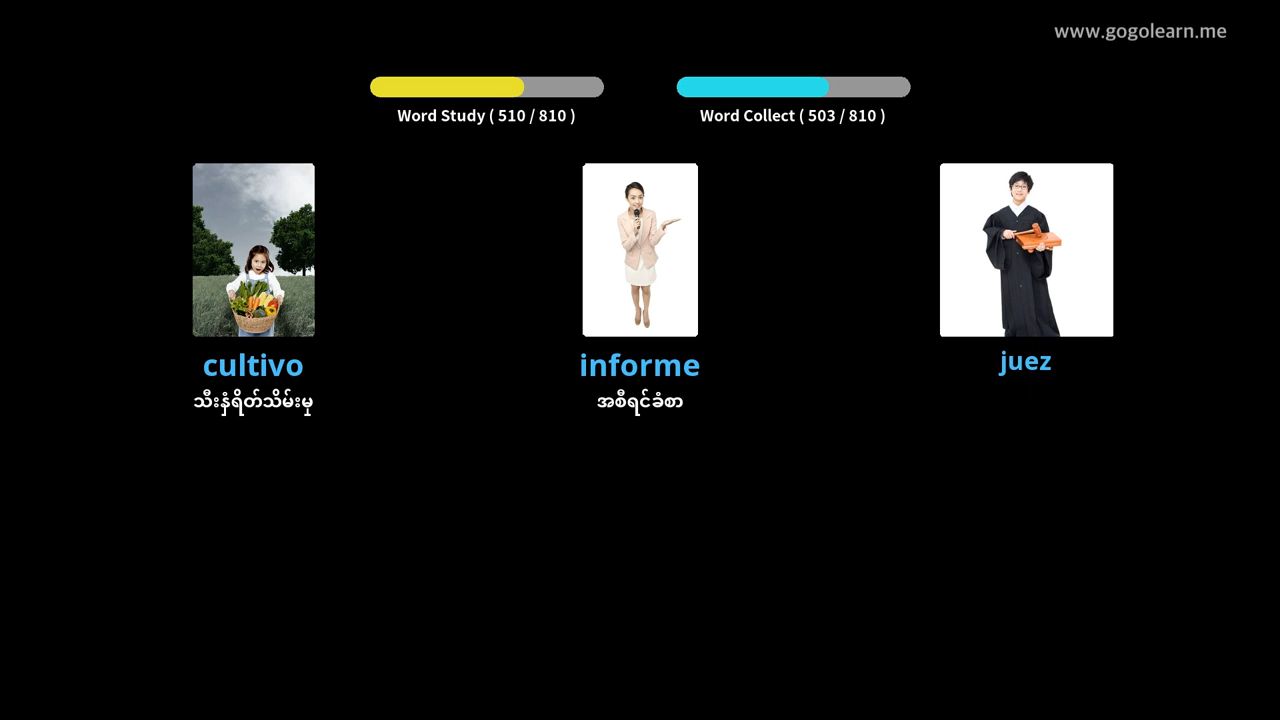 www.gogolearn.me
Word Study ( 510 / 810 )
Word Collect ( 503 / 810 )
cultivo
informe
juez
သီးနှံရိတ်သိမ်းမှု
အစီရင်ခံစာ